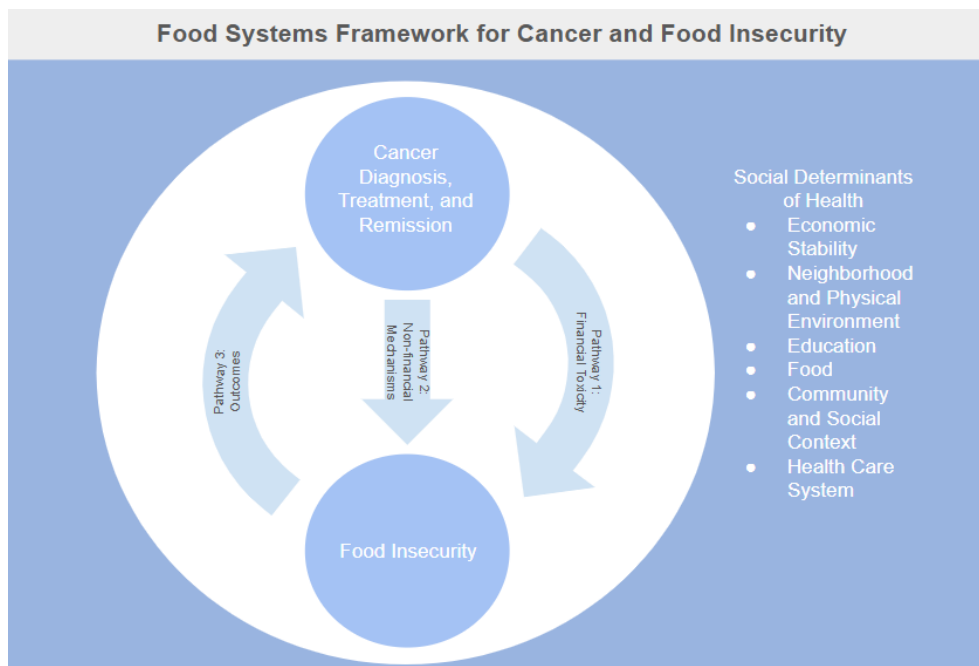 Food Systems Framework for Cancer and Food Insecurity
Cancer
Diagnosis,
Treatment, and
Remission
Pathway 3:
Outcomes
Pathway 2:
Non-financial
Mechanisms
Pathway 1:
Financial Toxicity
Food Insecurity
Social Determinants
of Health
● Economic
Stability
● Neighborhood
and Physical
Environment
● Education
● Food
● Community
and Social
Context
● Health Care
System